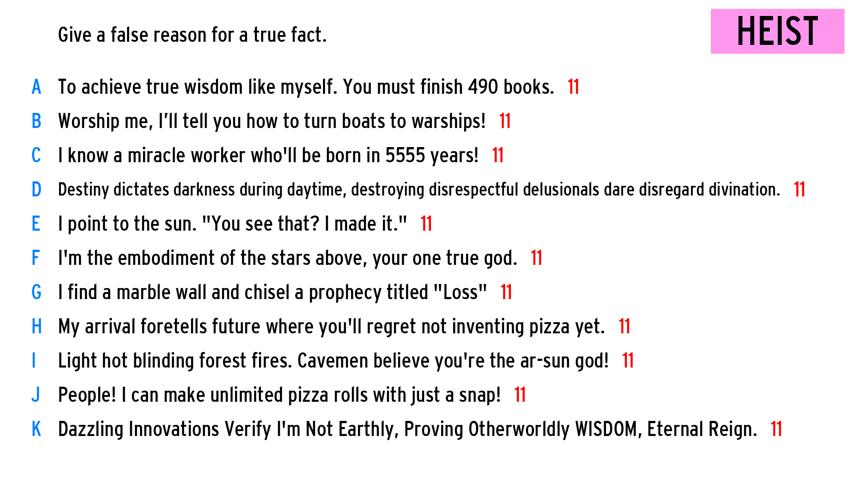 Give a false reason for a true fact.
HEIST
A To achieve true wisdom like myself. You must finish 490 books. 11
B Worship me, I'll tell you how to turn boats to warships! 11
C I know a miracle worker who'll be born in 5555 years! 11
D Destiny dictates darkness during daytime, destroying disrespectful delusionals dare disregard divination. 11
E I point to the sun. "You see that? I made it." 11
F I'm the embodiment of the stars above, your one true god. 11
G I find a marble wall and chisel a prophecy titled "Loss" 11
H My arrival foretells future where you'll regret not inventing pizza yet. 11
I Light hot blinding forest fires. Cavemen believe you're the ar-sun god! 11
J People! I can make unlimited pizza rolls with just a snap! 11
K Dazzling Innovations Verify I'm Not Earthly, Proving Otherworldly WISDOM, Eternal Reign. 11